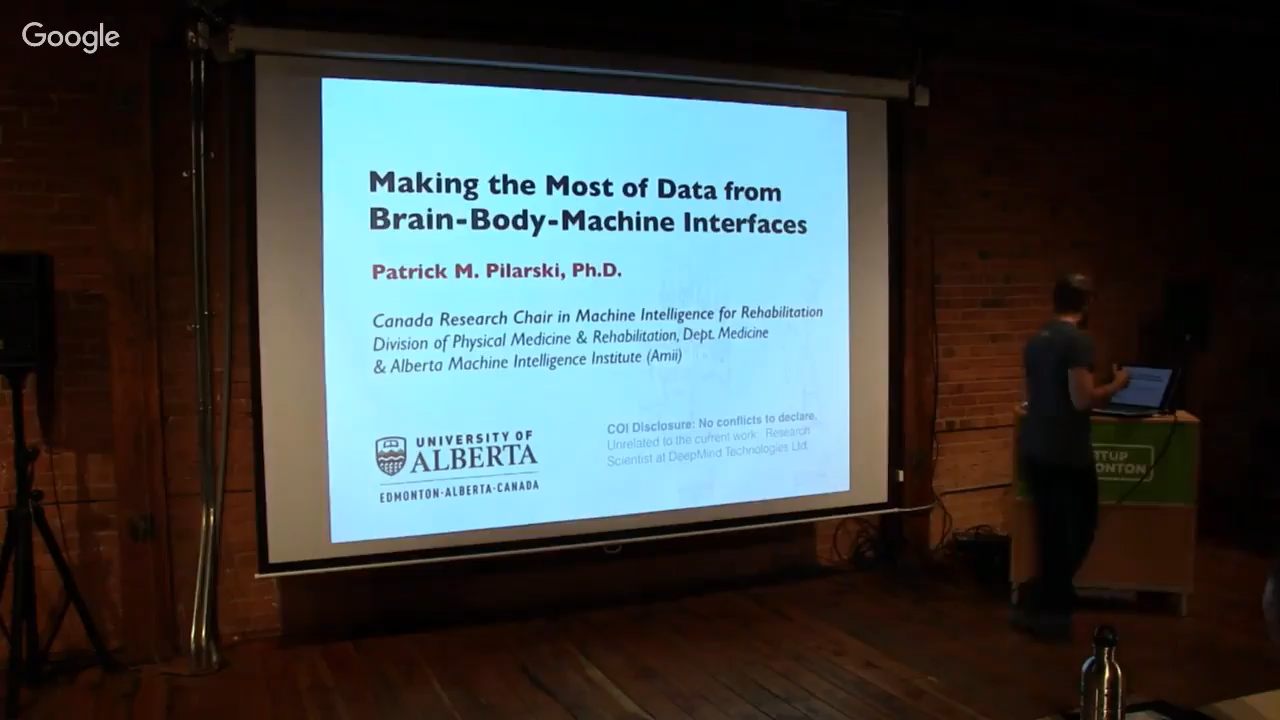 Google
Making the Most of Data from
Brain-Body-Machine Interfaces
Patrick M. Pilarski, Ph.D.
Canada Research Chair in Machine Intelligence for Rehabilitation
Division of Physical Medicine & Rehabilitation, Dept. Medicine
& Alberta Machine Intelligence Institute (Amii)
UNIVERSITY OF
ALBERTA
EDMONTON·ALBERTA·CANADA
COI Disclosure: No conflicts to declare.
Unrelated to the current work: Research
Scientist at DeepMind Technologies Ltd.
RTUP
MONTON